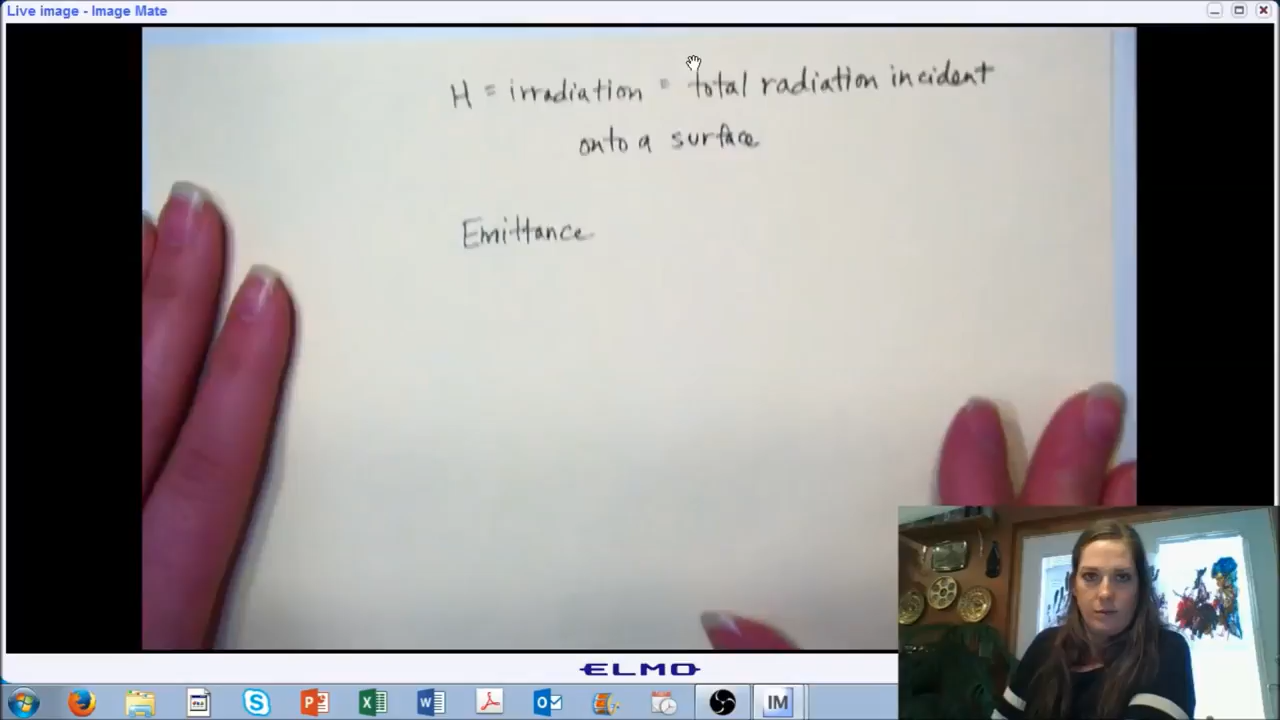 Live image - Image Mate
H = irradiation = total radiation incident
onto a surface
Emittance
ELMO
IM